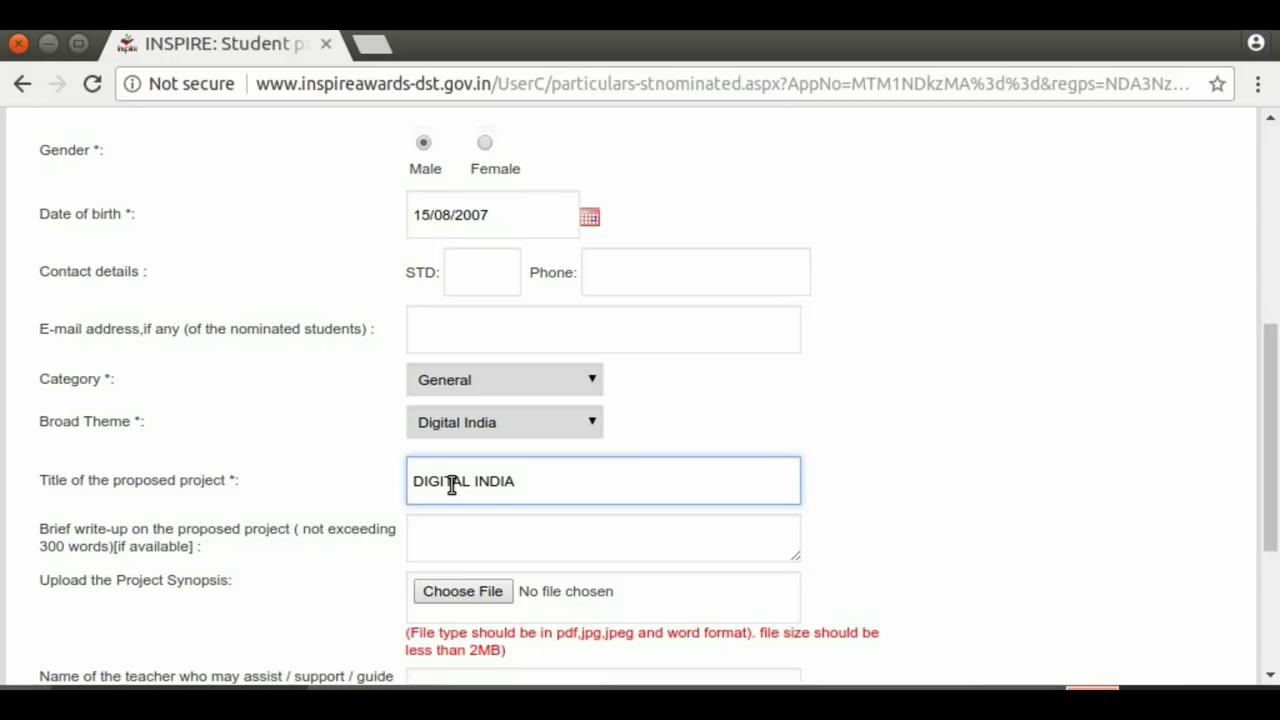 INSPIRE: Student p
Not secure www.inspireawards-dst.gov.in/UserC/particulars-stnominated.aspx?AppNo=MTM1NDkzMA%3d%3d&regps=NDA3Nz...
Gender *:
Male Female
Date of birth *: 15/08/2007
Contact details : STD: Phone:
E-mail address,if any (of the nominated students) :
Category *: General
Broad Theme *: Digital India
Title of the proposed project *: DIGITAL INDIA
Brief write-up on the proposed project ( not exceeding
300 words)[if available] :
Upload the Project Synopsis: Choose File No file chosen
(File type should be in pdf,jpg,jpeg and word format). file size should be
less than 2MB)
Name of the teacher who may assist / support / guide